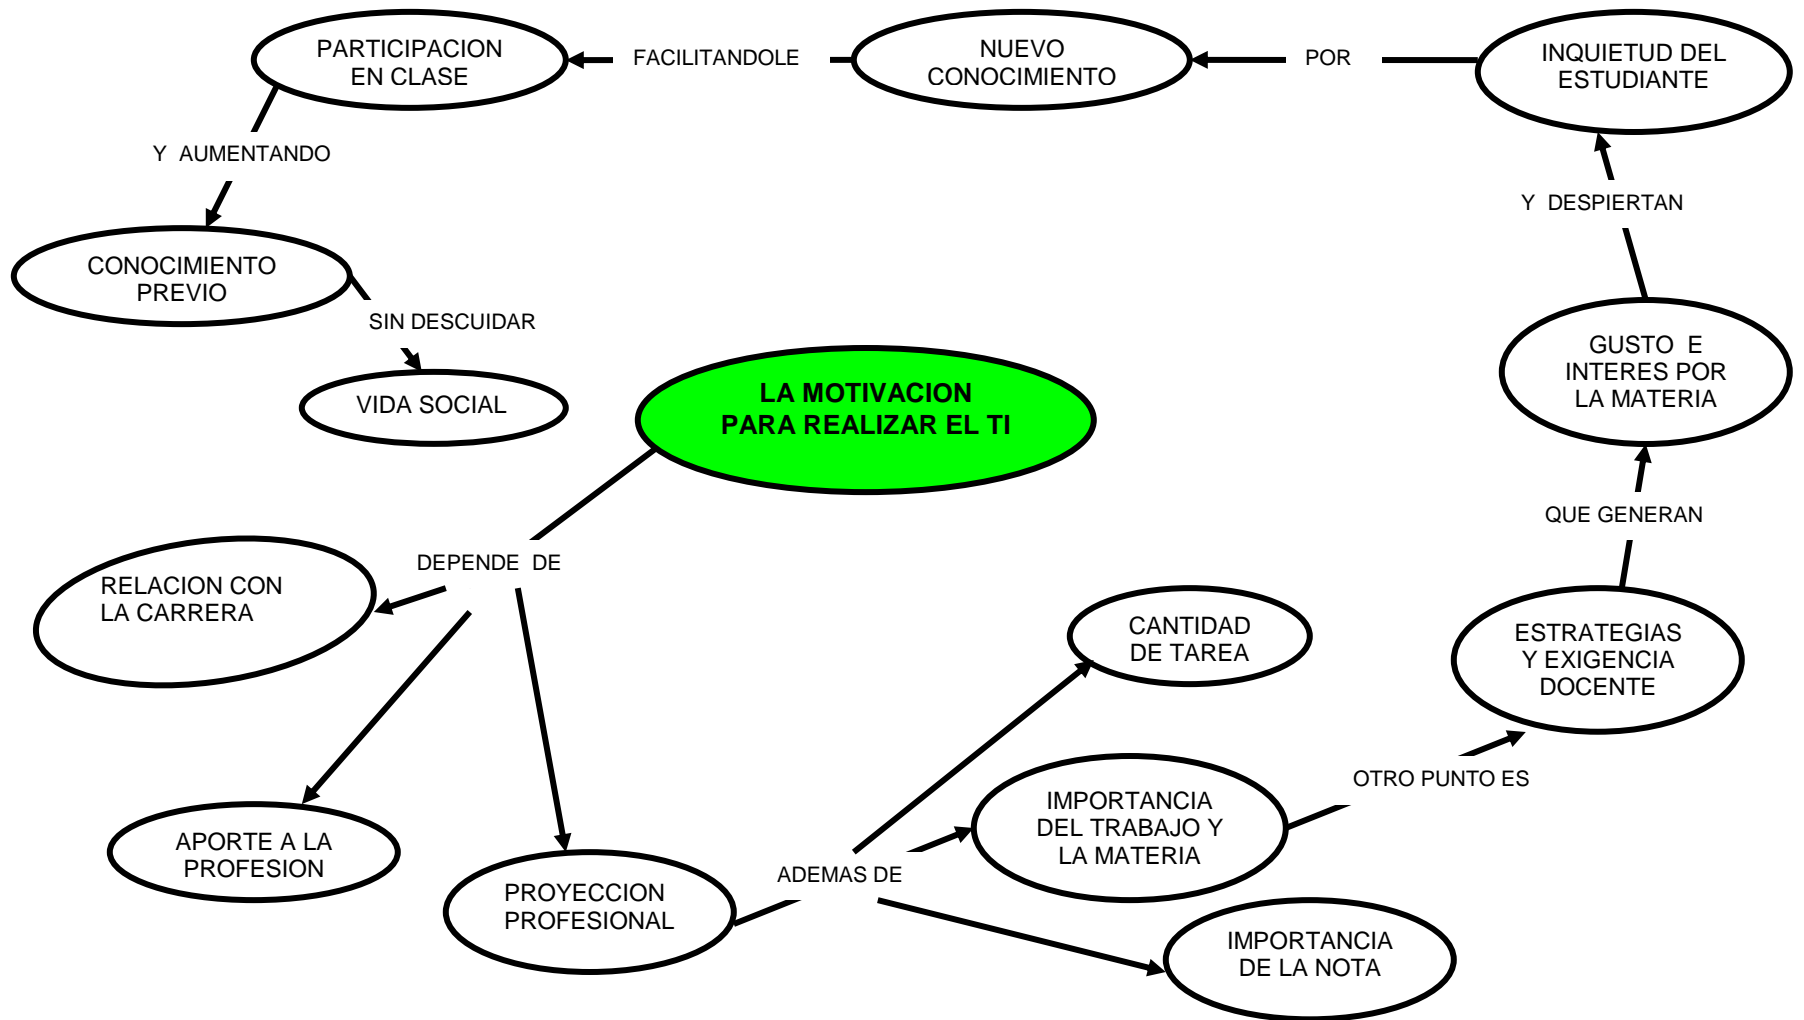 PARTICIPACION
EN CLASE
FACILITANDOLE
NUEVO
CONOCIMIENTO
POR
INQUIETUD DEL
ESTUDIANTE
Y AUMENTANDO
Y DESPIERTAN
CONOCIMIENTO
PREVIO
SIN DESCUIDAR
VIDA SOCIAL
LA MOTIVACION
PARA REALIZAR EL TI
GUSTO E
INTERES POR
LA MATERIA
QUE GENERAN
DEPENDE DE
RELACION CON
LA CARRERA
CANTIDAD
DE TAREA
ESTRATEGIAS
Y EXIGENCIA
DOCENTE
OTRO PUNTO ES
IMPORTANCIA
DEL TRABAJO Y
LA MATERIA
APORTE A LA
PROFESION
ADEMAS DE
PROYECCION
PROFESIONAL
IMPORTANCIA
DE LA NOTA